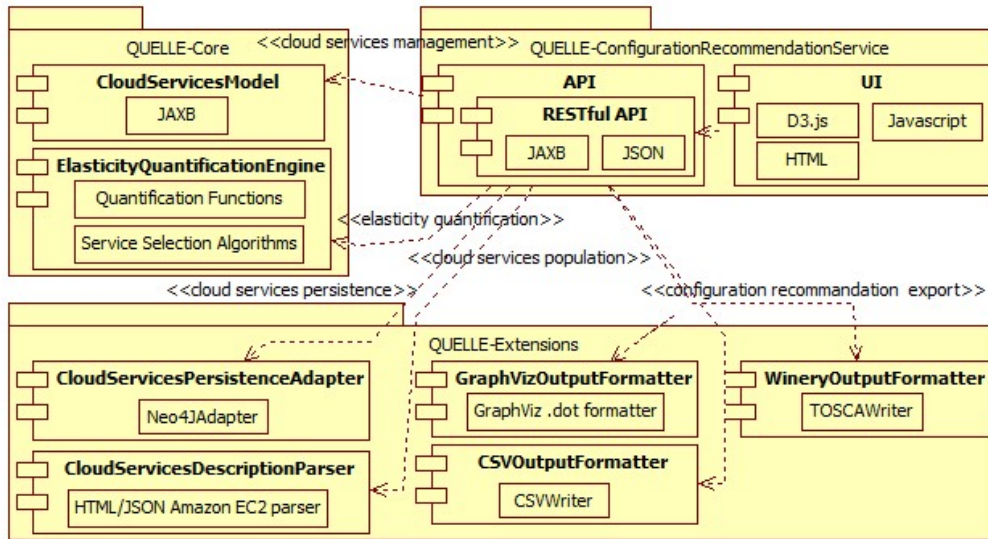 QUELLE-Core
CloudServicesModel
JAXB
ElasticityQuantificationEngine
Quantification Functions
Service Selection Algorithms
<<cloud services management>>
QUELLE-ConfigurationRecommendationService
API
RESTful API
JAXB
JSON
UI
D3.js
Javascript
HTML
<<elasticity quantification>>
<<cloud services population>>
<<cloud services persistence>>
<<configuration recommandation export>>
QUELLE-Extensions
CloudServicesPersistenceAdapter
Neo4JAdapter
GraphVizOutputFormatter
GraphViz .dot formatter
WineryOutputFormatter
TOSCAWriter
CloudServicesDescriptionParser
HTML/JSON Amazon EC2 parser
CSVOutputFormatter
CSVWriter